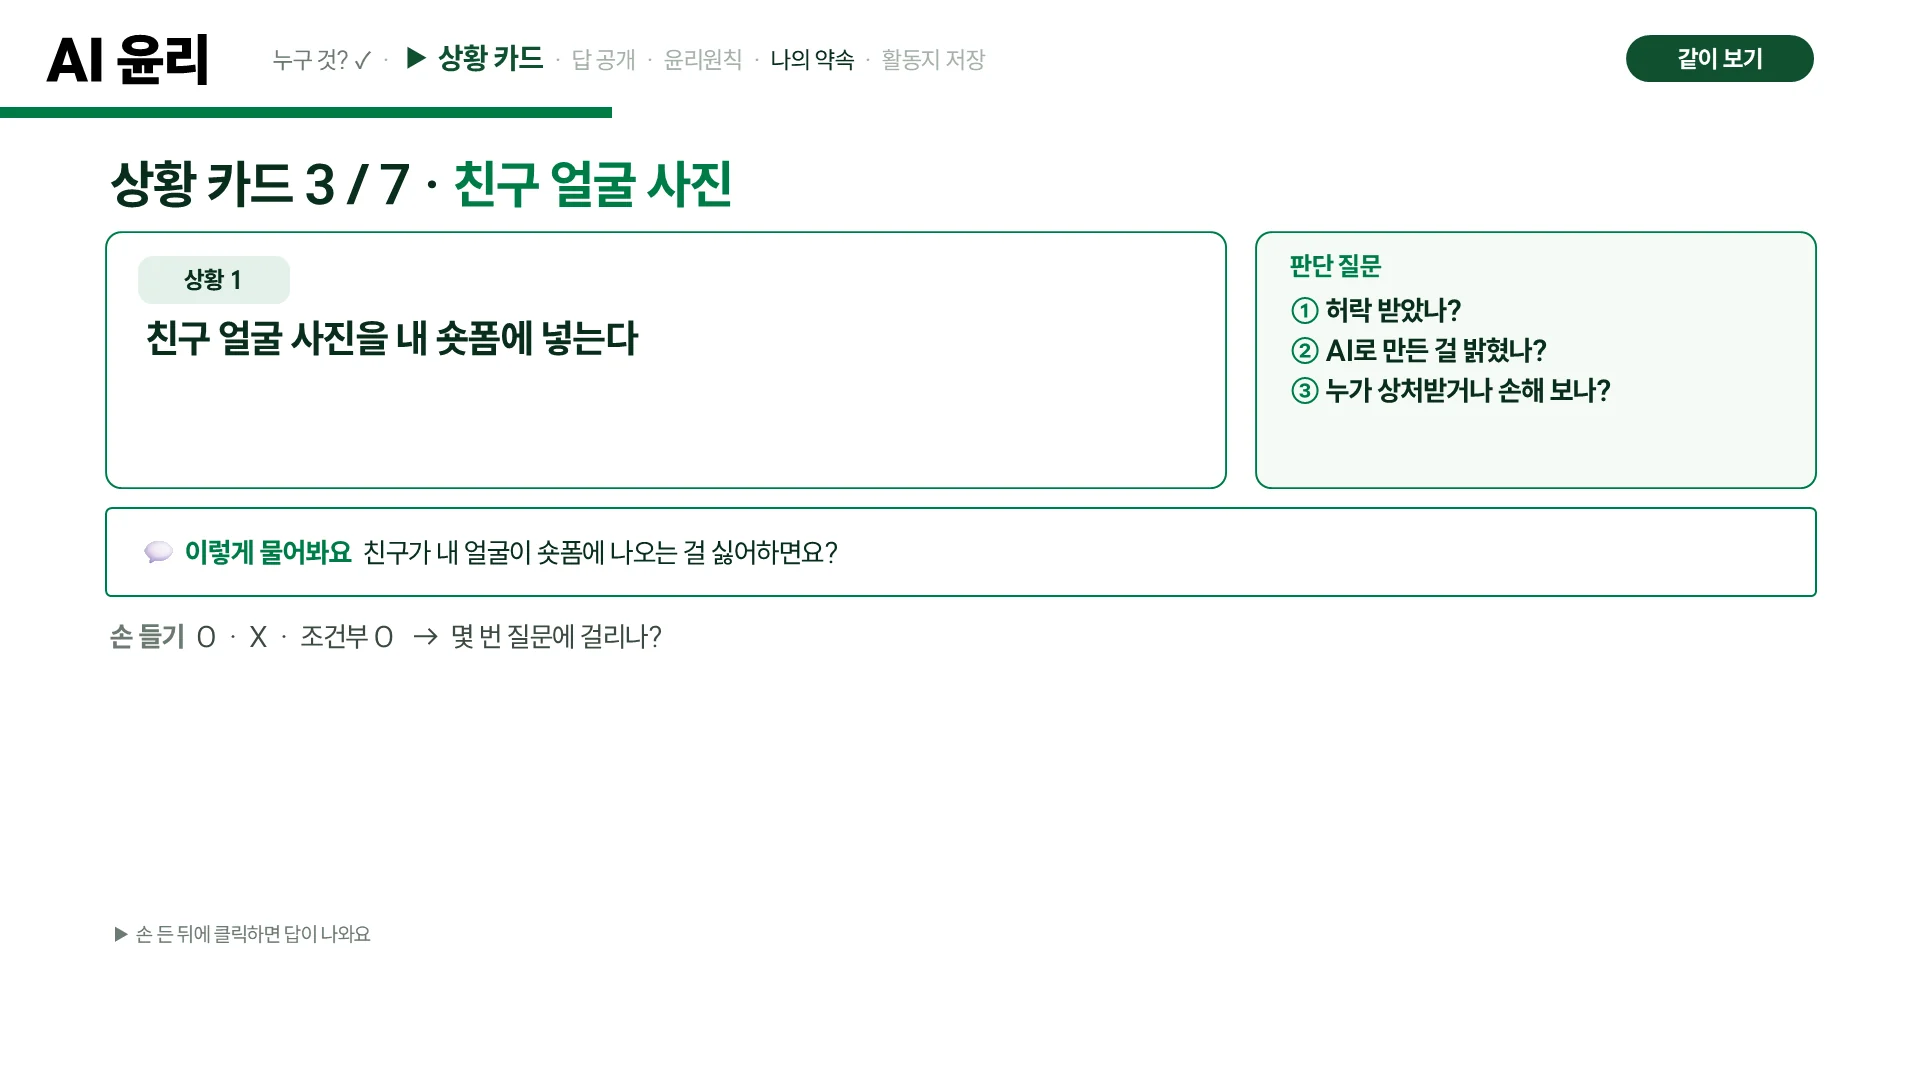 AI 윤리
누구 것? ✓ · ▶ 상황 카드 · 답 공개 · 윤리원칙 · 나의 약속 · 활동지 저장
같이 보기
상황 카드 3 / 7 · 친구 얼굴 사진
상황 1
친구 얼굴 사진을 내 숏폼에 넣는다
판단 질문
① 허락 받았나?
② AI로 만든 걸 밝혔나?
③ 누가 상처받거나 손해 보나?
💬 이렇게 물어봐요 친구가 내 얼굴이 숏폼에 나오는 걸 싫어하면요?
손 들기 O · X · 조건부 O → 몇 번 질문에 걸리나?
▶ 손 든 뒤에 클릭하면 답이 나와요